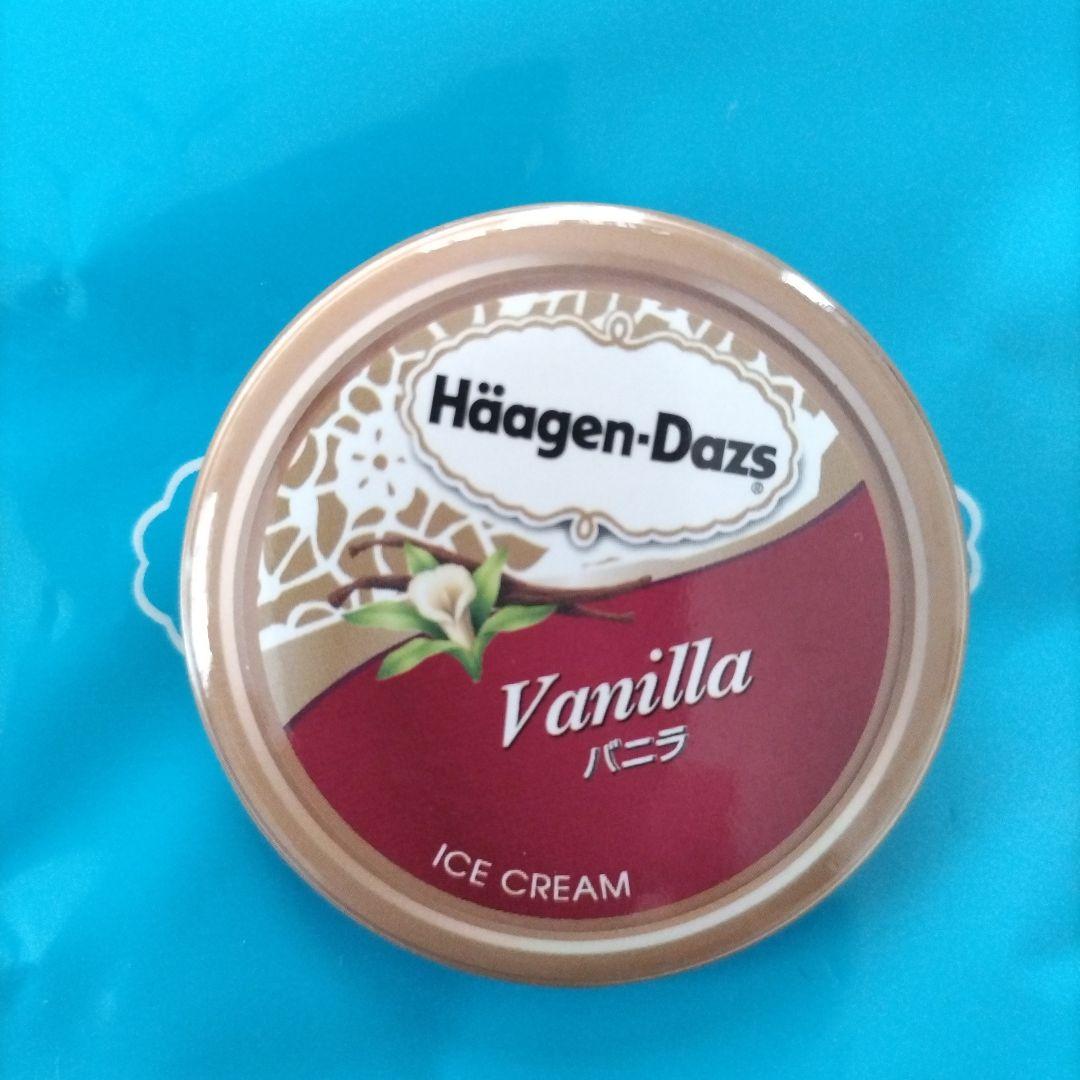 Häagen-Dazs®
Vanilla
バニラ
ICE CREAM